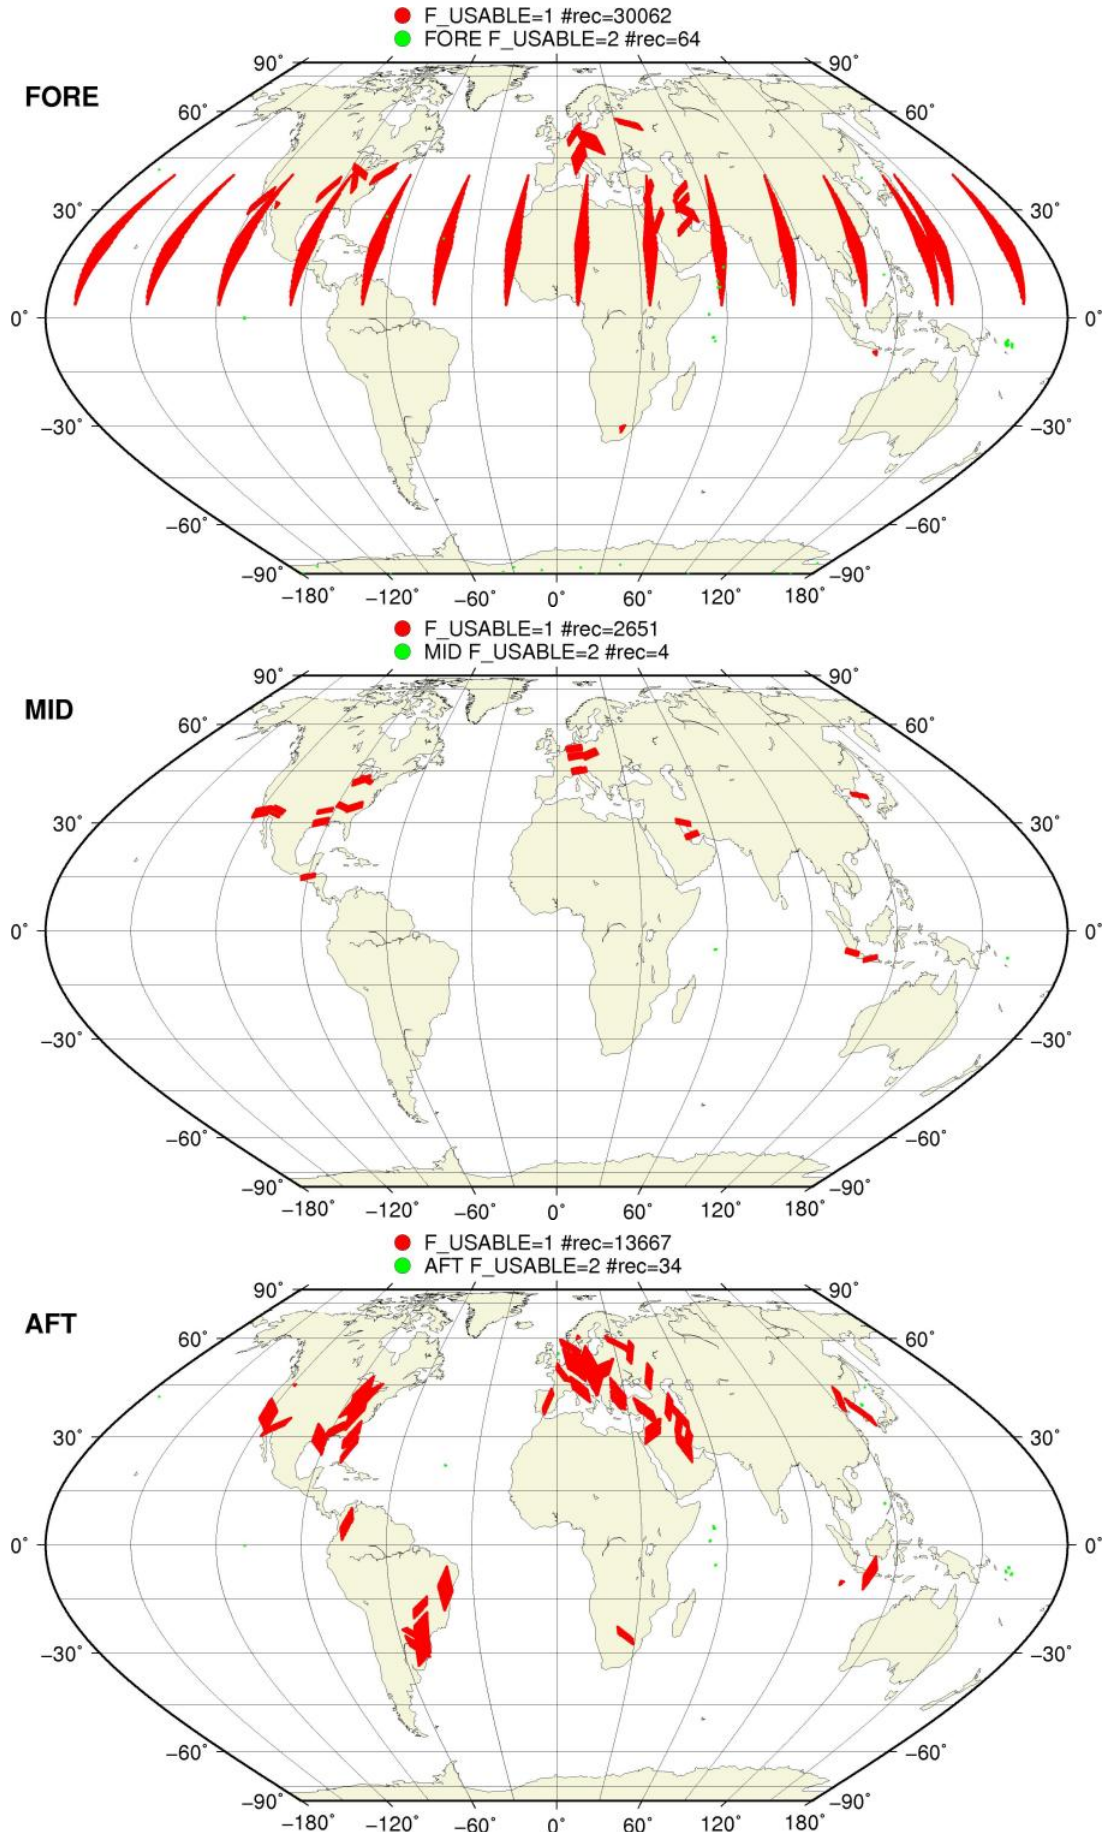 F_USABLE=1 #rec=30062
FORE F_USABLE=2 #rec=64
FORE
90° 90°
60° 60°
30° 30°
0° 0°
−30° −30°
−60° −60°
−90° −90°
−180° −120° −60° 0° 60° 120° 180°
F_USABLE=1 #rec=2651
MID F_USABLE=2 #rec=4
MID
90° 90°
60° 60°
30° 30°
0° 0°
−30° −30°
−60° −60°
−90° −90°
−180° −120° −60° 0° 60° 120° 180°
F_USABLE=1 #rec=13667
AFT F_USABLE=2 #rec=34
AFT
90° 90°
60° 60°
30° 30°
0° 0°
−30° −30°
−60° −60°
−90° −90°
−180° −120° −60° 0° 60° 120° 180°